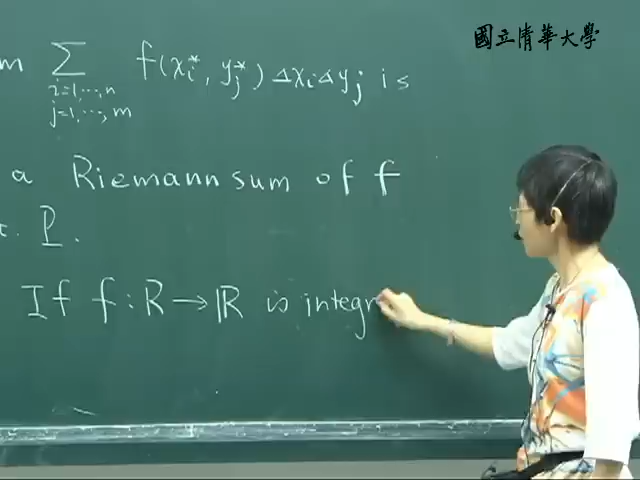 國立清華大學
m ∑ f(xᵢ*, yⱼ*) Δxᵢ Δyⱼ is
i=1,...,n
j=1,...,m
a Riemann sum of f
t. P.
If f: R → ℝ is integr